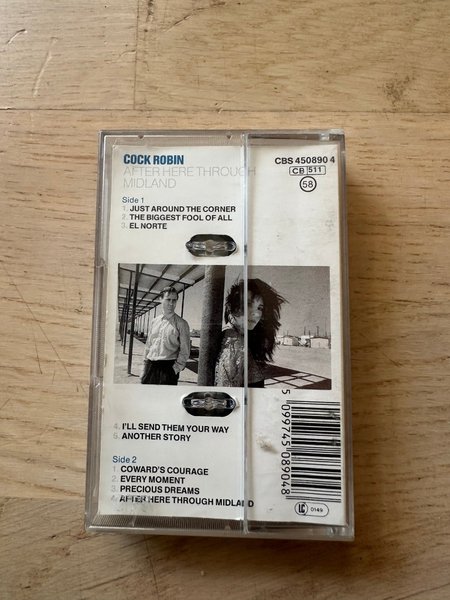 COCK ROBIN
AFTER HERE THROUGH
MIDLAND
CBS 450890 4
CB 511
58
Side 1
1. JUST AROUND THE CORNER
2. THE BIGGEST FOOL OF ALL
3. EL NORTE
4. I'LL SEND THEM YOUR WAY
5. ANOTHER STORY
Side 2
1. COWARD'S COURAGE
2. EVERY MOMENT
3. PRECIOUS DREAMS
4. AFTER HERE THROUGH MIDLAND
5 099745 089048
LC 0149